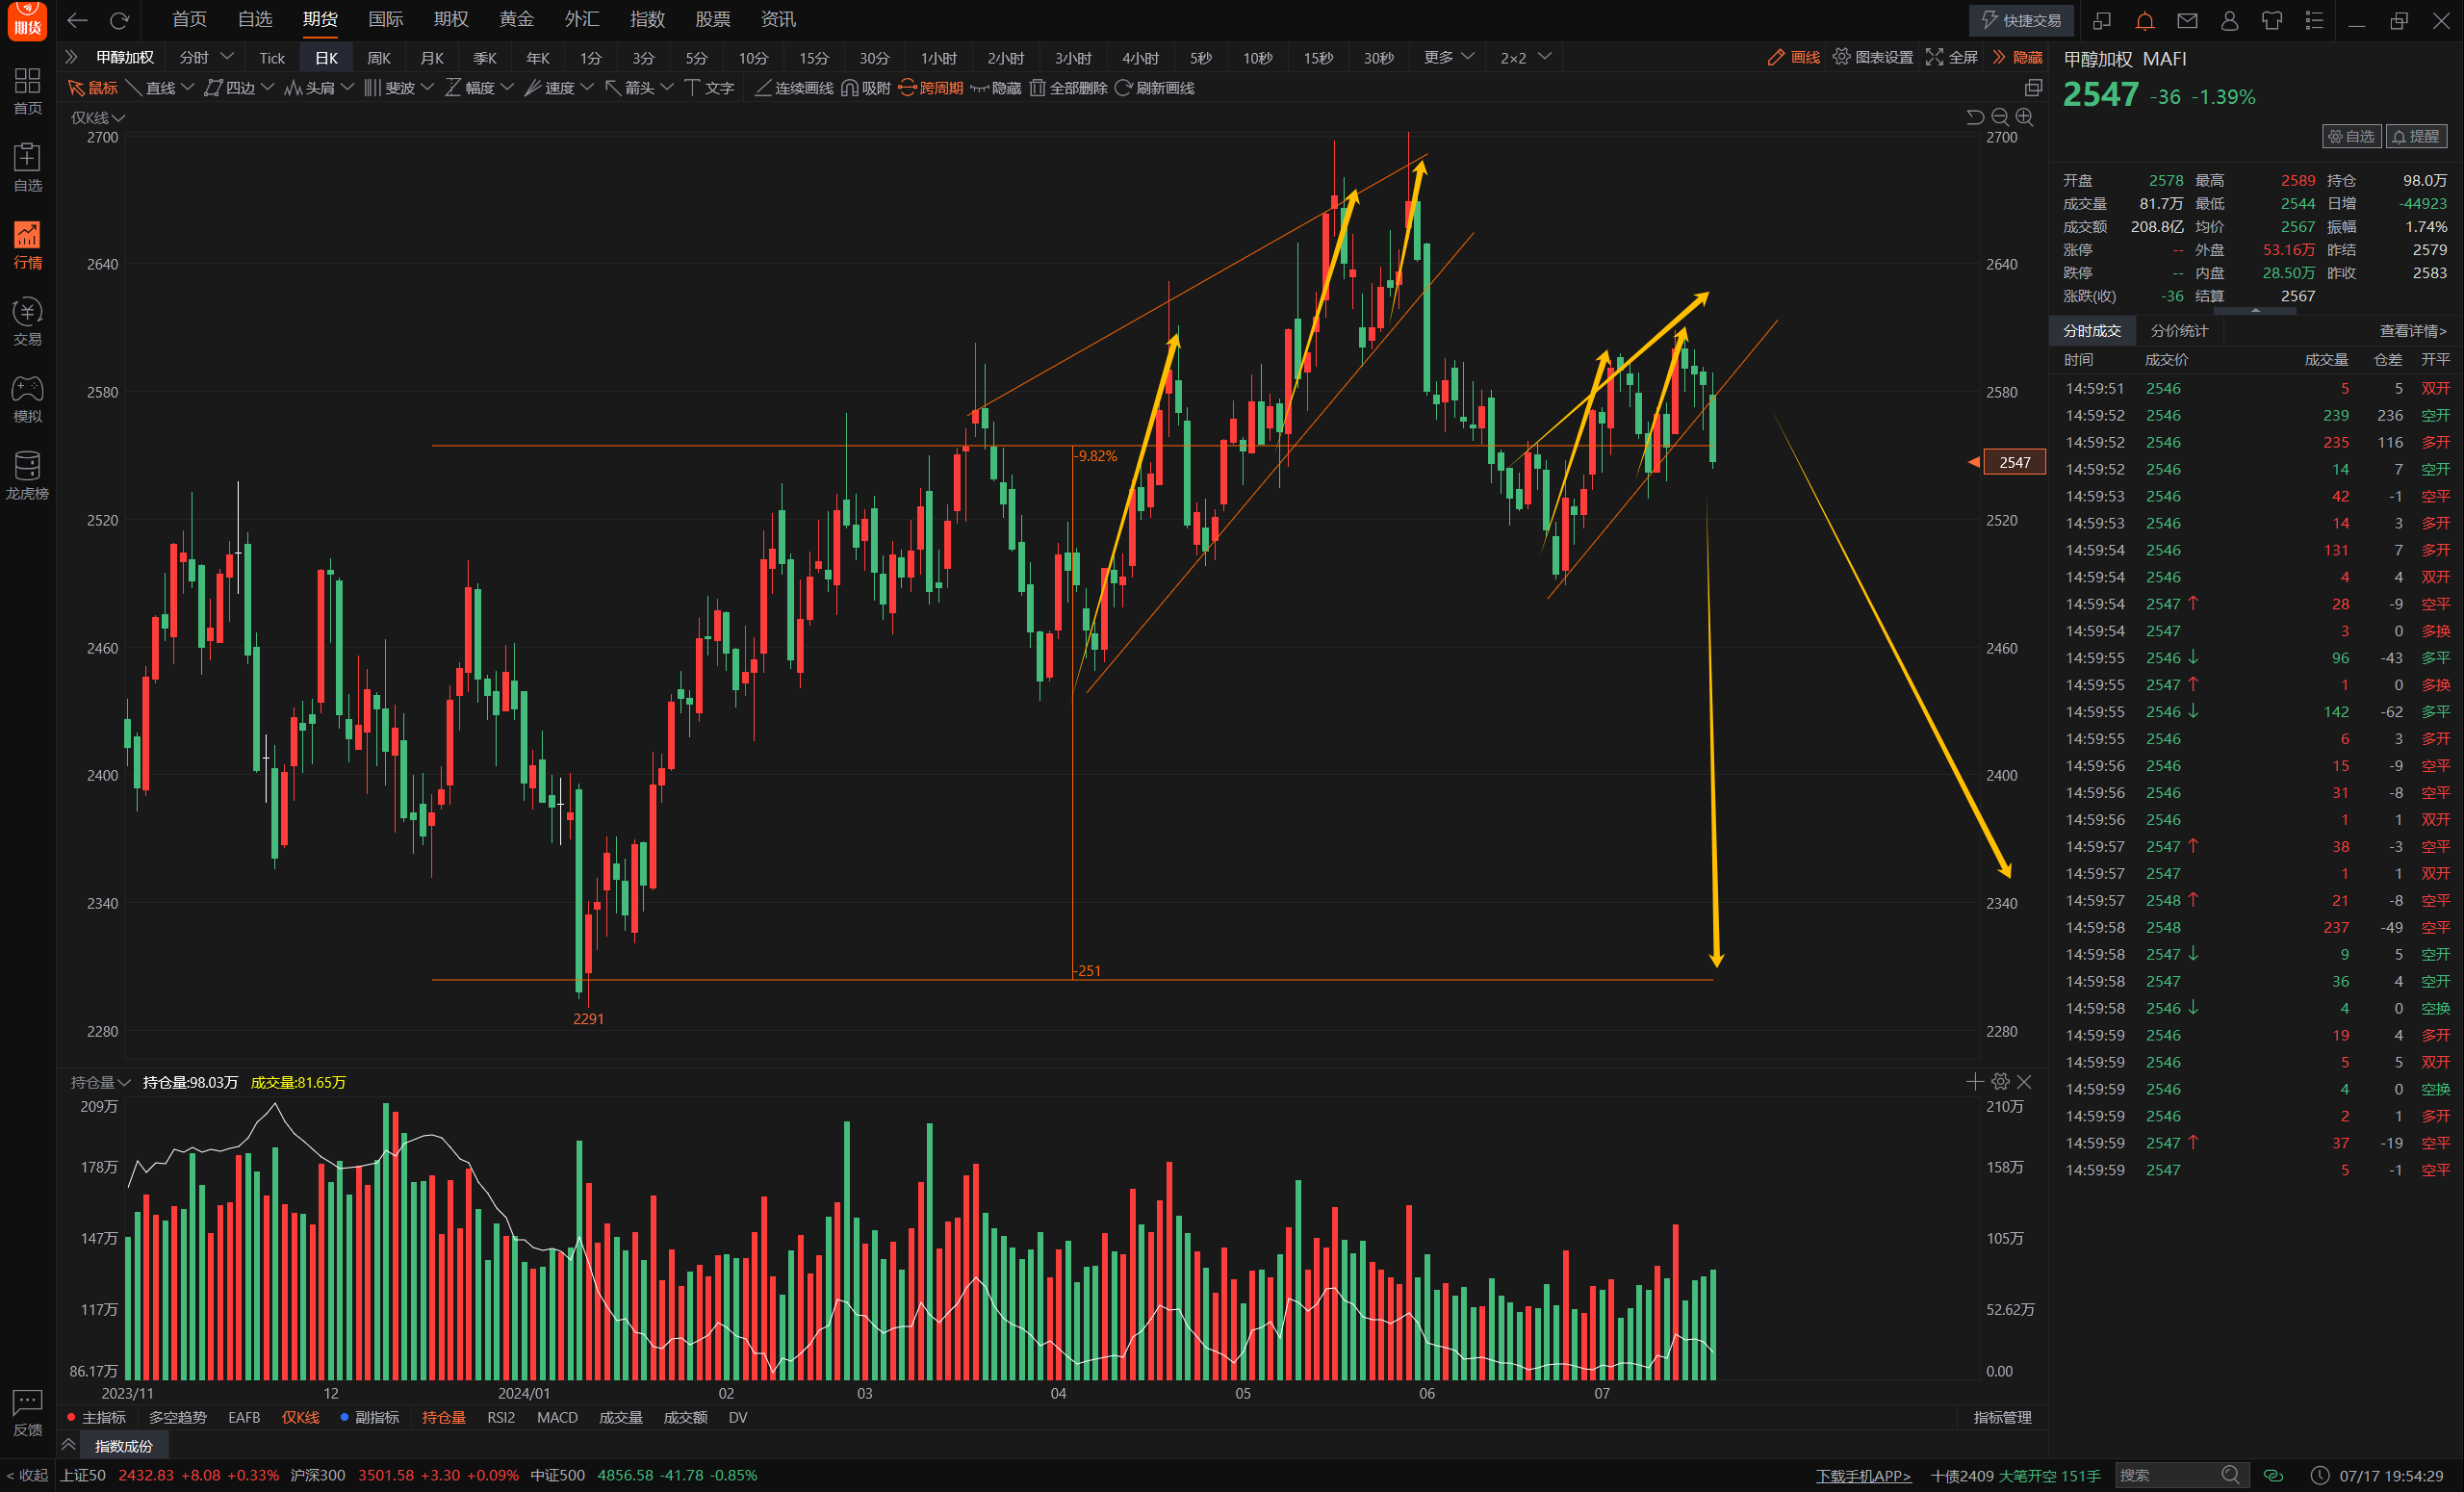 期货 首页 自选 期货 国际 期权 黄金 外汇 指数 股票 资讯 快捷交易
甲醇加权 分时 Tick 日K 周K 月K 季K 年K 1分 3分 5分 10分 15分 30分 1小时 2小时 3小时 4小时 5秒 10秒 15秒 30秒 更多 2×2 画线 图表设置 全屏 隐藏
鼠标 直线 四边 头肩 斐波 幅度 速度 箭头 文字 连续画线 吸附 跨周期 隐藏 全部删除 刷新画线
首页
自选
行情
交易
模拟
龙虎榜
反馈
仅K线
2700 2700
2640 2640
2580 2580
2520 2520
2460 2460
2400 2400
2340 2340
2280 2280
-9.82%
-251
2291
2547
持仓量 持仓量:98.03万 成交量:81.65万
209万 210万
178万 158万
147万 105万
117万 52.62万
86.17万 0.00
2023/11 12 2024/01 02 03 04 05 06 07
主指标 多空趋势 EAFB 仅K线 副指标 持仓量 RSI2 MACD 成交量 成交额 DV 指标管理
指数成份
甲醇加权 MAFI
2547 -36 -1.39%
自选 提醒
开盘 2578 最高 2589 持仓 98.0万
成交量 81.7万 最低 2544 日增 -44923
成交额 208.8亿 均价 2567 振幅 1.74%
涨停 -- 外盘 53.16万 昨结 2579
跌停 -- 内盘 28.50万 昨收 2583
涨跌(收) -36 结算 2567
分时成交 分价统计 查看详情>
时间 成交价 成交量 仓差 开平
14:59:51 2546 5 5 双开
14:59:52 2546 239 236 空开
14:59:52 2546 235 116 多开
14:59:52 2546 14 7 空开
14:59:53 2546 42 -1 空平
14:59:53 2546 14 3 多开
14:59:54 2546 131 7 多开
14:59:54 2546 4 4 双开
14:59:54 2547 ↑ 28 -9 空平
14:59:54 2547 3 0 多换
14:59:55 2546 ↓ 96 -43 多平
14:59:55 2547 ↑ 1 0 多换
14:59:55 2546 ↓ 142 -62 多平
14:59:55 2546 6 3 多开
14:59:56 2546 15 -9 空平
14:59:56 2546 31 -8 空平
14:59:56 2546 1 1 双开
14:59:57 2547 ↑ 38 -3 空平
14:59:57 2547 1 1 双开
14:59:57 2548 ↑ 21 -8 空平
14:59:58 2548 237 -49 空平
14:59:58 2547 ↓ 9 5 空开
14:59:58 2547 36 4 空开
14:59:58 2546 ↓ 4 0 空换
14:59:59 2546 19 4 多开
14:59:59 2546 5 5 双开
14:59:59 2546 4 0 空换
14:59:59 2546 2 1 多开
14:59:59 2547 ↑ 37 -19 空平
14:59:59 2547 5 -1 空平
< 收起 上证50 2432.83 +8.08 +0.33% 沪深300 3501.58 +3.30 +0.09% 中证500 4856.58 -41.78 -0.85% 下载手机APP> 十债2409 大笔开空 151手 搜索 07/17 19:54:29